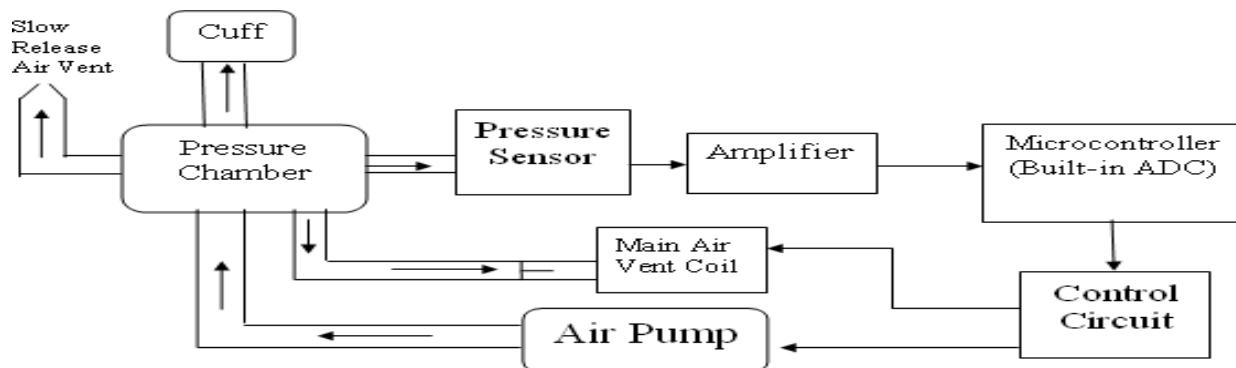 Slow
Release
Air Vent
Cuff
Pressure
Chamber
Pressure
Sensor
Amplifier
Microcontroller
(Built-in ADC)
Main Air
Vent Coil
Control
Circuit
Air Pump